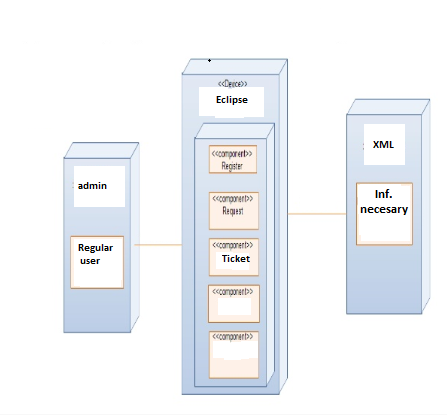 <<Device>>
Eclipse
<<component>>
Register
<<component>>
Request
<<component>>
Ticket
<<component>>
<<component>>
admin
Regular
user
XML
Inf.
necesary